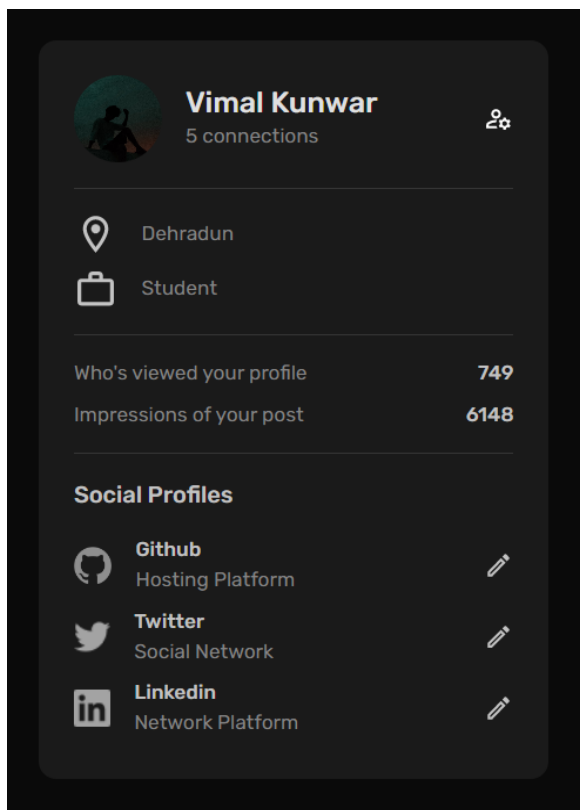 Vimal Kunwar
5 connections
Dehradun
Student
Who's viewed your profile 749
Impressions of your post 6148
Social Profiles
Github
Hosting Platform
Twitter
Social Network
in
Linkedin
Network Platform